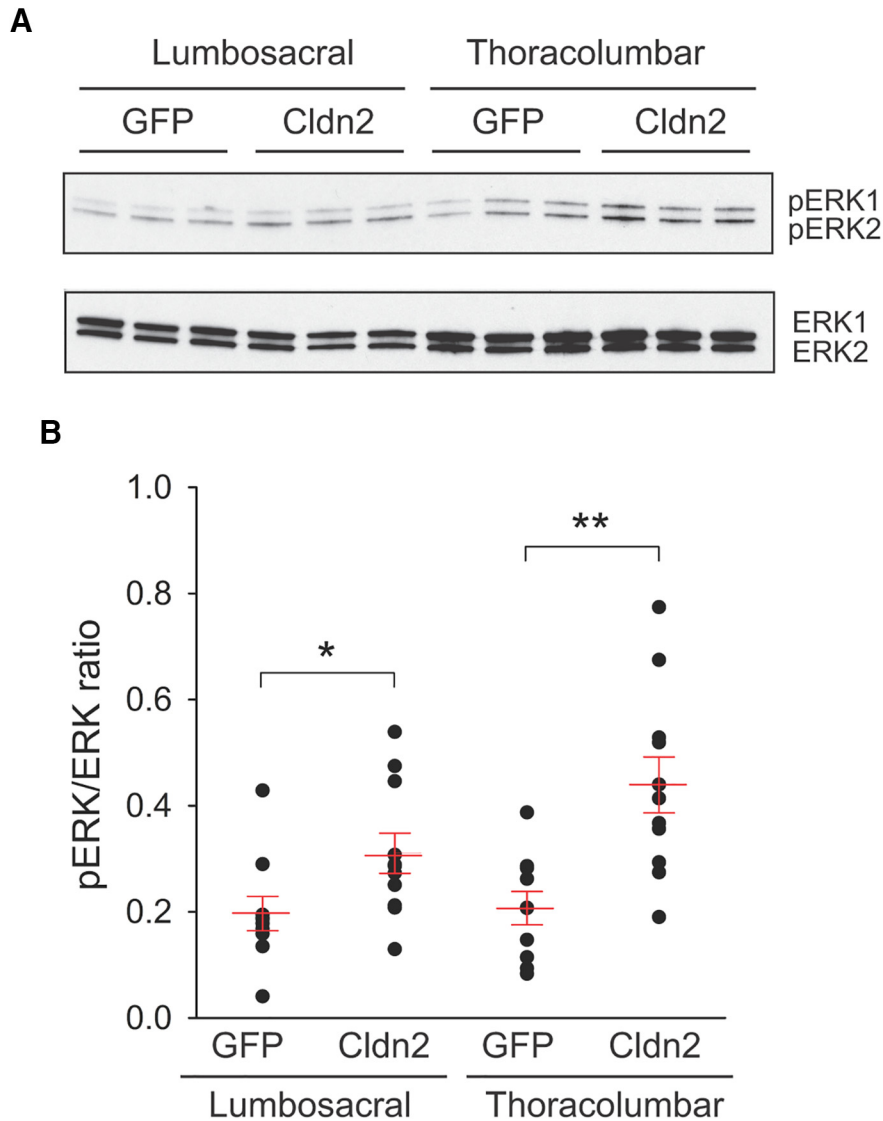 A
Lumbosacral Thoracolumbar
GFP Cldn2 GFP Cldn2
pERK1
pERK2
ERK1
ERK2
B
1.0
0.8
0.6
0.4
0.2
0.0
pERK/ERK ratio
*
**
GFP Cldn2 GFP Cldn2
Lumbosacral Thoracolumbar